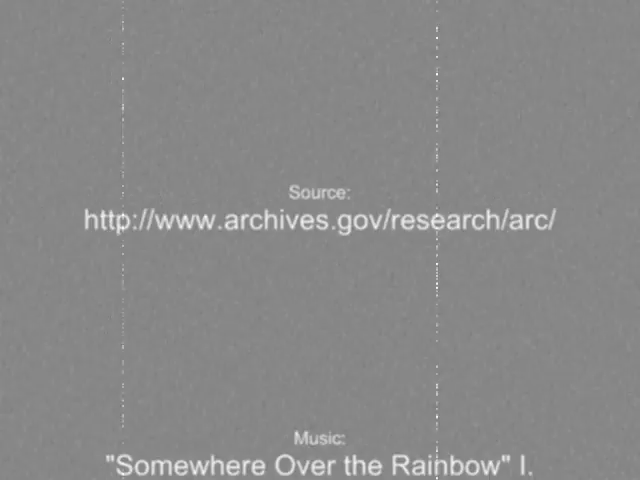 Source:
http://www.archives.gov/research/arc/
Music:
"Somewhere Over the Rainbow" I.